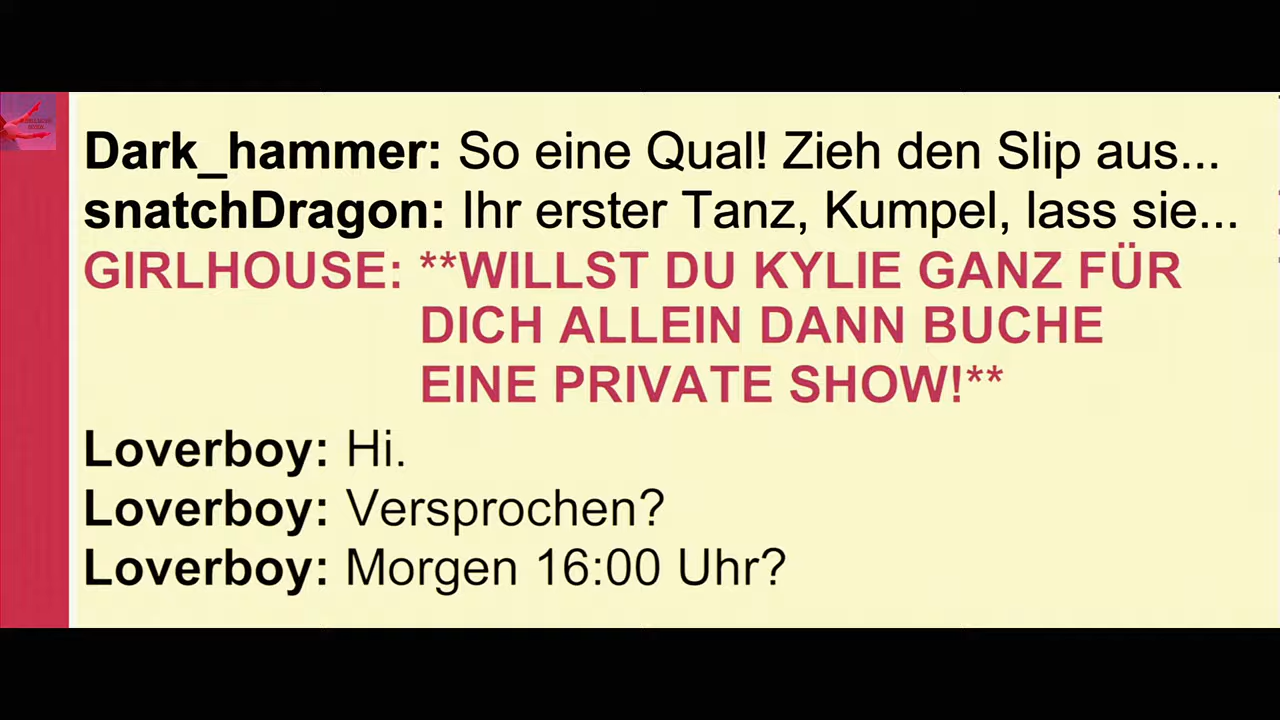 Dark_hammer: So eine Qual! Zieh den Slip aus...
snatchDragon: Ihr erster Tanz, Kumpel, lass sie...
GIRLHOUSE: **WILLST DU KYLIE GANZ FÜR
DICH ALLEIN DANN BUCHE
EINE PRIVATE SHOW!**
Loverboy: Hi.
Loverboy: Versprochen?
Loverboy: Morgen 16:00 Uhr?